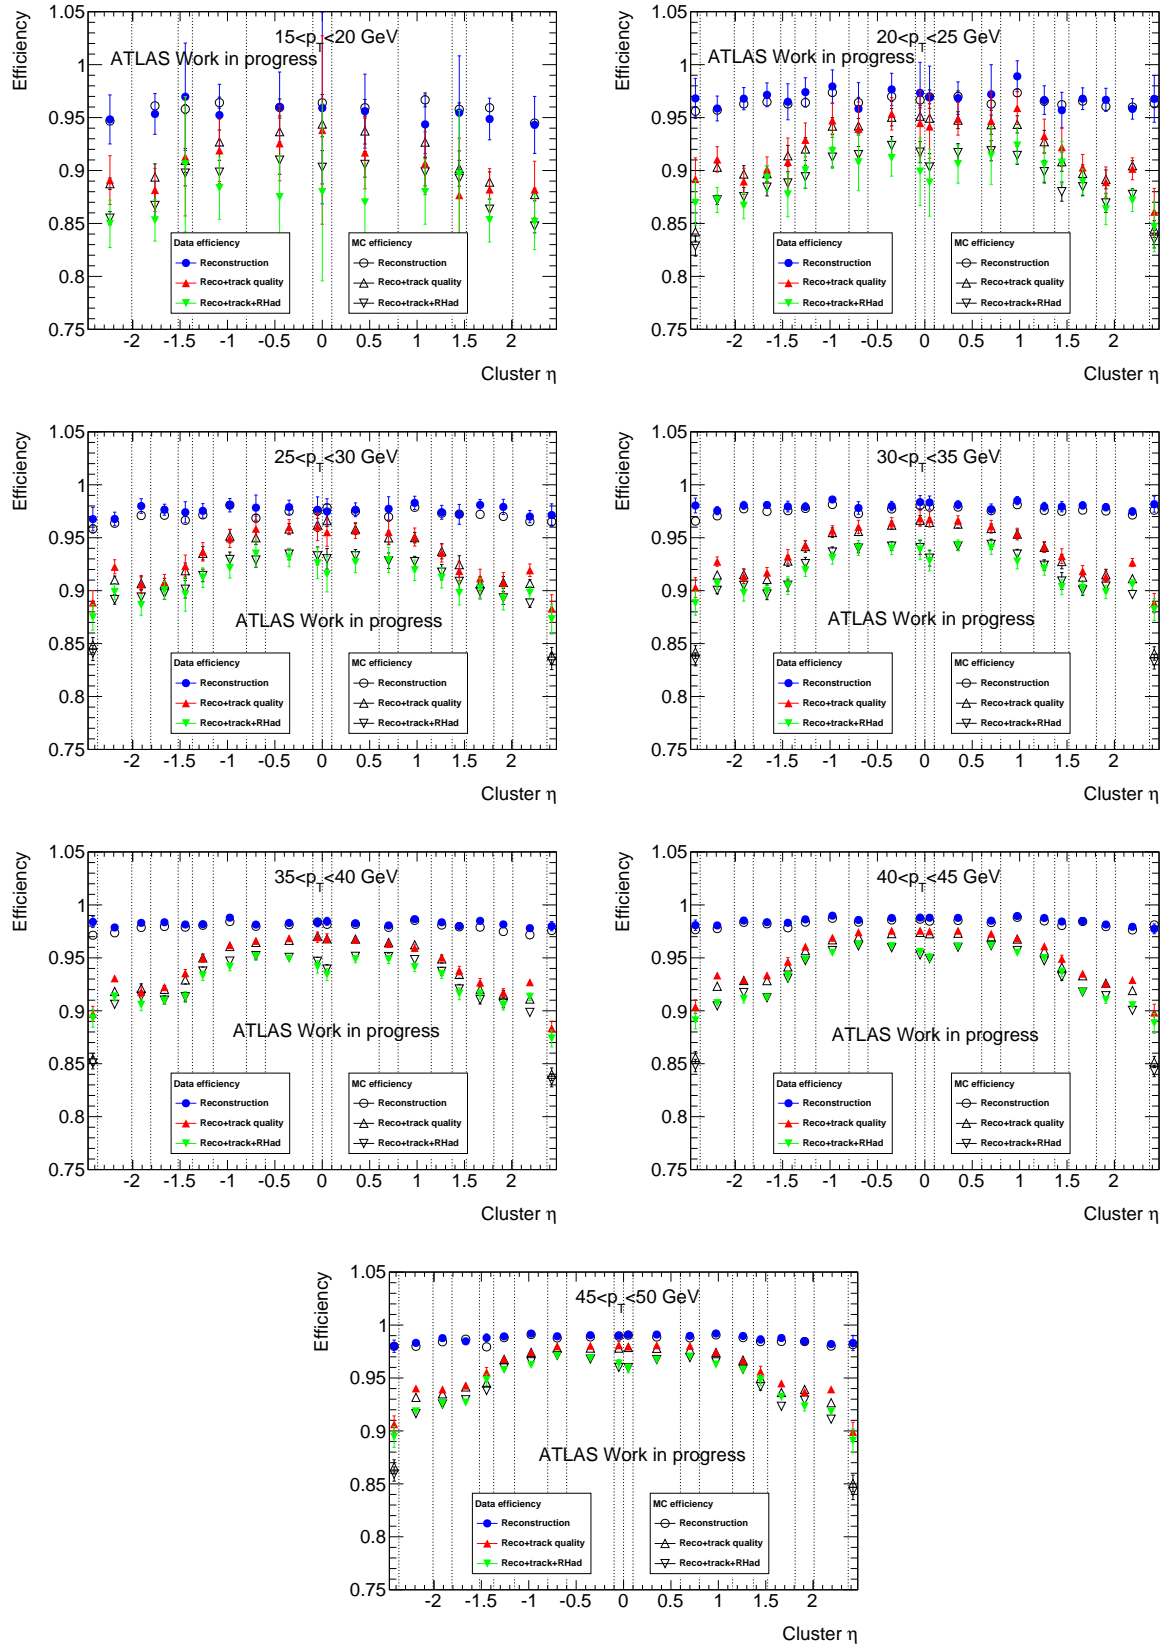 15<p_T<20 GeV
ATLAS Work in progress
Efficiency
1.05
1
0.95
0.9
0.85
0.8
0.75
Data efficiency
Reconstruction
Reco+track quality
Reco+track+RHad
MC efficiency
Reconstruction
Reco+track quality
Reco+track+RHad
-2 -1.5 -1 -0.5 0 0.5 1 1.5 2
Cluster η
20<p_T<25 GeV
ATLAS Work in progress
Efficiency
1.05
1
0.95
0.9
0.85
0.8
0.75
Data efficiency
Reconstruction
Reco+track quality
Reco+track+RHad
MC efficiency
Reconstruction
Reco+track quality
Reco+track+RHad
-2 -1.5 -1 -0.5 0 0.5 1 1.5 2
Cluster η
25<p_T<30 GeV
Efficiency
1.05
1
0.95
0.9
0.85
0.8
0.75
ATLAS Work in progress
Data efficiency
Reconstruction
Reco+track quality
Reco+track+RHad
MC efficiency
Reconstruction
Reco+track quality
Reco+track+RHad
-2 -1.5 -1 -0.5 0 0.5 1 1.5 2
Cluster η
30<p_T<35 GeV
Efficiency
1.05
1
0.95
0.9
0.85
0.8
0.75
ATLAS Work in progress
Data efficiency
Reconstruction
Reco+track quality
Reco+track+RHad
MC efficiency
Reconstruction
Reco+track quality
Reco+track+RHad
-2 -1.5 -1 -0.5 0 0.5 1 1.5 2
Cluster η
35<p_T<40 GeV
Efficiency
1.05
1
0.95
0.9
0.85
0.8
0.75
ATLAS Work in progress
Data efficiency
Reconstruction
Reco+track quality
Reco+track+RHad
MC efficiency
Reconstruction
Reco+track quality
Reco+track+RHad
-2 -1.5 -1 -0.5 0 0.5 1 1.5 2
Cluster η
40<p_T<45 GeV
Efficiency
1.05
1
0.95
0.9
0.85
0.8
0.75
ATLAS Work in progress
Data efficiency
Reconstruction
Reco+track quality
Reco+track+RHad
MC efficiency
Reconstruction
Reco+track quality
Reco+track+RHad
-2 -1.5 -1 -0.5 0 0.5 1 1.5 2
Cluster η
45<p_T<50 GeV
Efficiency
1.05
1
0.95
0.9
0.85
0.8
0.75
ATLAS Work in progress
Data efficiency
Reconstruction
Reco+track quality
Reco+track+RHad
MC efficiency
Reconstruction
Reco+track quality
Reco+track+RHad
-2 -1.5 -1 -0.5 0 0.5 1 1.5 2
Cluster η